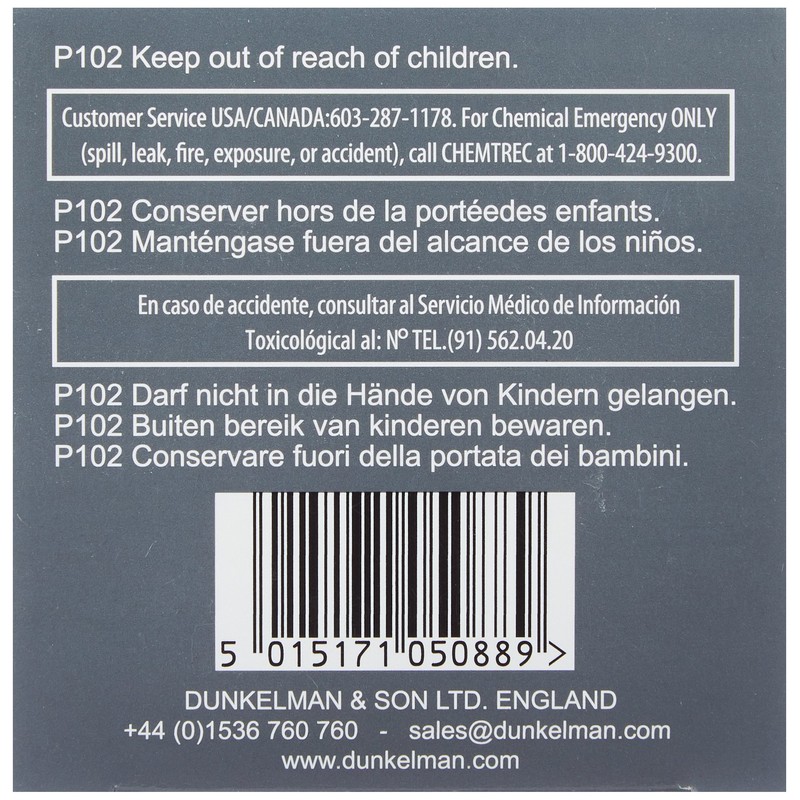 P102 Keep out of reach of children.
Customer Service USA/CANADA:603-287-1178. For Chemical Emergency ONLY
(spill, leak, fire, exposure, or accident), call CHEMTREC at 1-800-424-9300.
P102 Conserver hors de la portéedes enfants.
P102 Manténgase fuera del alcance de los niños.
En caso de accidente, consultar al Servicio Médico de Información
Toxicológical al: Nº TEL.(91) 562.04.20
P102 Darf nicht in die Hände von Kindern gelangen.
P102 Buiten bereik van kinderen bewaren.
P102 Conservare fuori della portata dei bambini.
5 015171 050889 >
DUNKELMAN & SON LTD. ENGLAND
+44 (0)1536 760 760 - sales@dunkelman.com
www.dunkelman.com